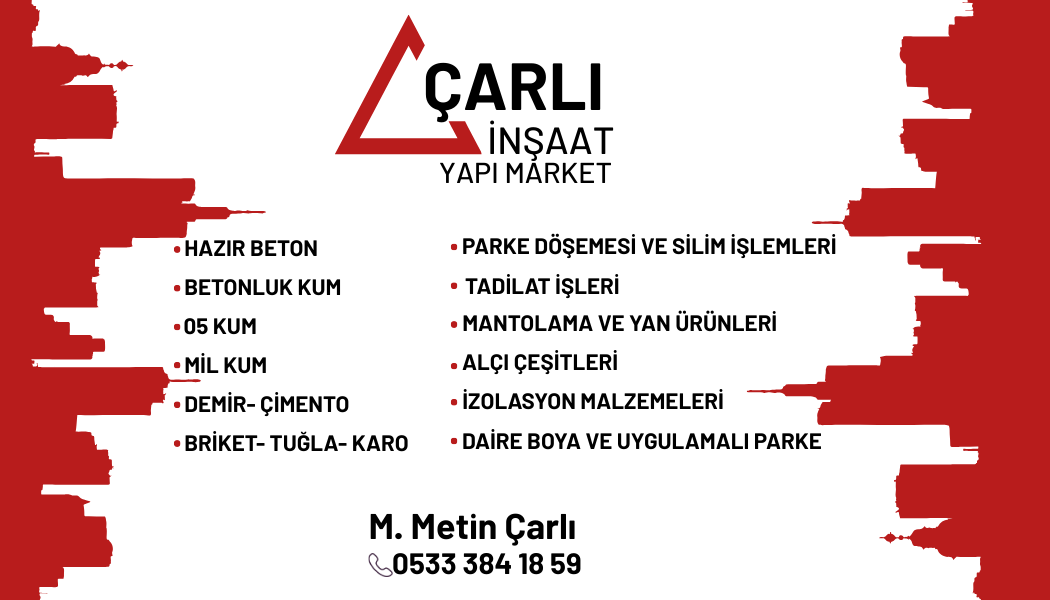 ÇARLI
İNŞAAT
YAPI MARKET
HAZIR BETON
BETONLUK KUM
05 KUM
MİL KUM
DEMİR- ÇİMENTO
BRİKET- TUĞLA- KARO
PARKE DÖŞEMESİ VE SİLİM İŞLEMLERİ
TADİLAT İŞLERİ
MANTOLAMA VE YAN ÜRÜNLERİ
ALÇI ÇEŞİTLERİ
İZOLASYON MALZEMELERİ
DAİRE BOYA VE UYGULAMALI PARKE
M. Metin Çarlı
0533 384 18 59